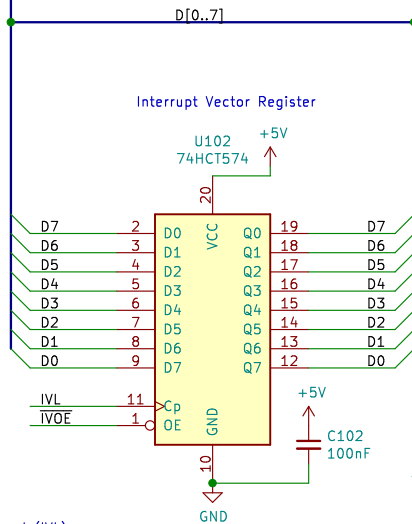 D[0..7]
Interrupt Vector Register
U102
74HCT574
+5V
20
VCC
D7 2 D0 Q0 19 D7
D6 3 D1 Q1 18 D6
D5 4 D2 Q2 17 D5
D4 5 D3 Q3 16 D4
D3 6 D4 Q4 15 D3
D2 7 D5 Q5 14 D2
D1 8 D6 Q6 13 D1
D0 9 D7 Q7 12 D0
IVL 11 Cp
IVOE 1 OE
GND
10
+5V
C102
100nF
GND